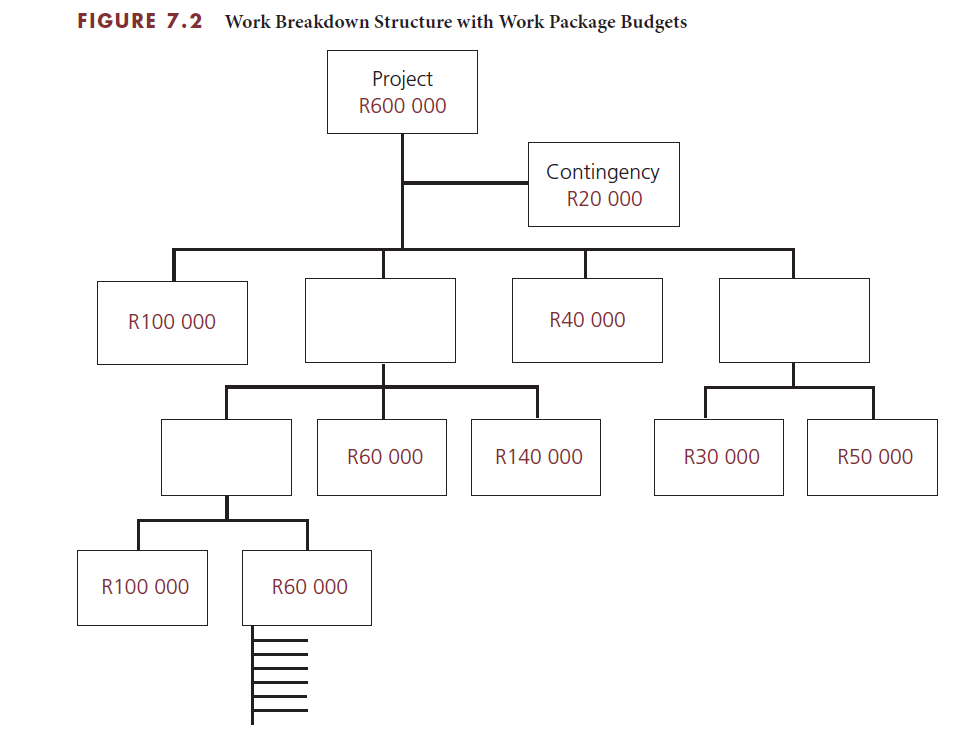 FIGURE 7.2 Work Breakdown Structure with Work Package Budgets
Project
R600 000
Contingency
R20 000
R100 000
R40 000
R60 000
R140 000
R30 000
R50 000
R100 000
R60 000